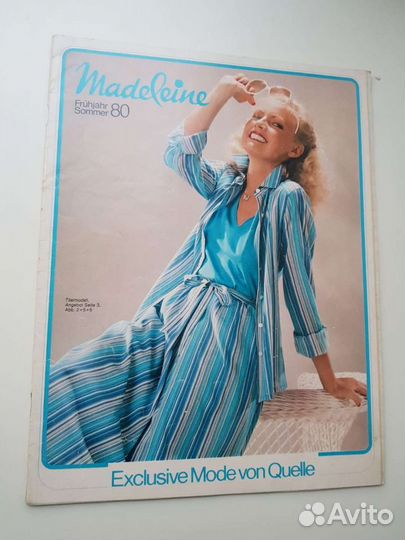 Madeleine
Frühjahr
Sommer 80
Titelmodell,
Angebot Seite 3,
Abb. 2+5+6
Exclusive Mode von Quelle
Avito